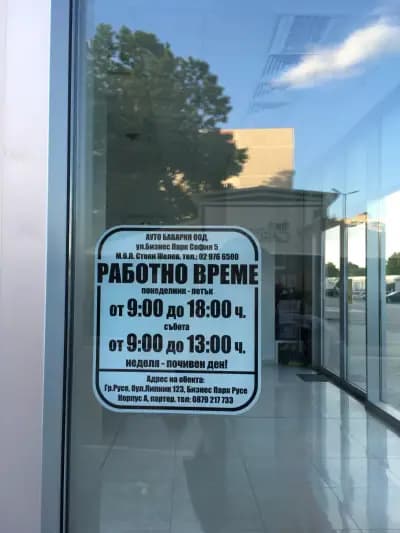 АУТО БАВАРИЯ ООД,
ул.Бизнес Парк София 5
М.О.Л. Стоян Желев, тел.: 02 976 6500
РАБОТНО ВРЕМЕ
понеделник - петък
от 9:00 до 18:00 ч.
събота
от 9:00 до 13:00 ч.
неделя - почивен ден!
Адрес на обекта:
Гр.Русе, бул.Липник 123, Бизнес Парк Русе
Корпус А, партер, тел: 0879 217 733